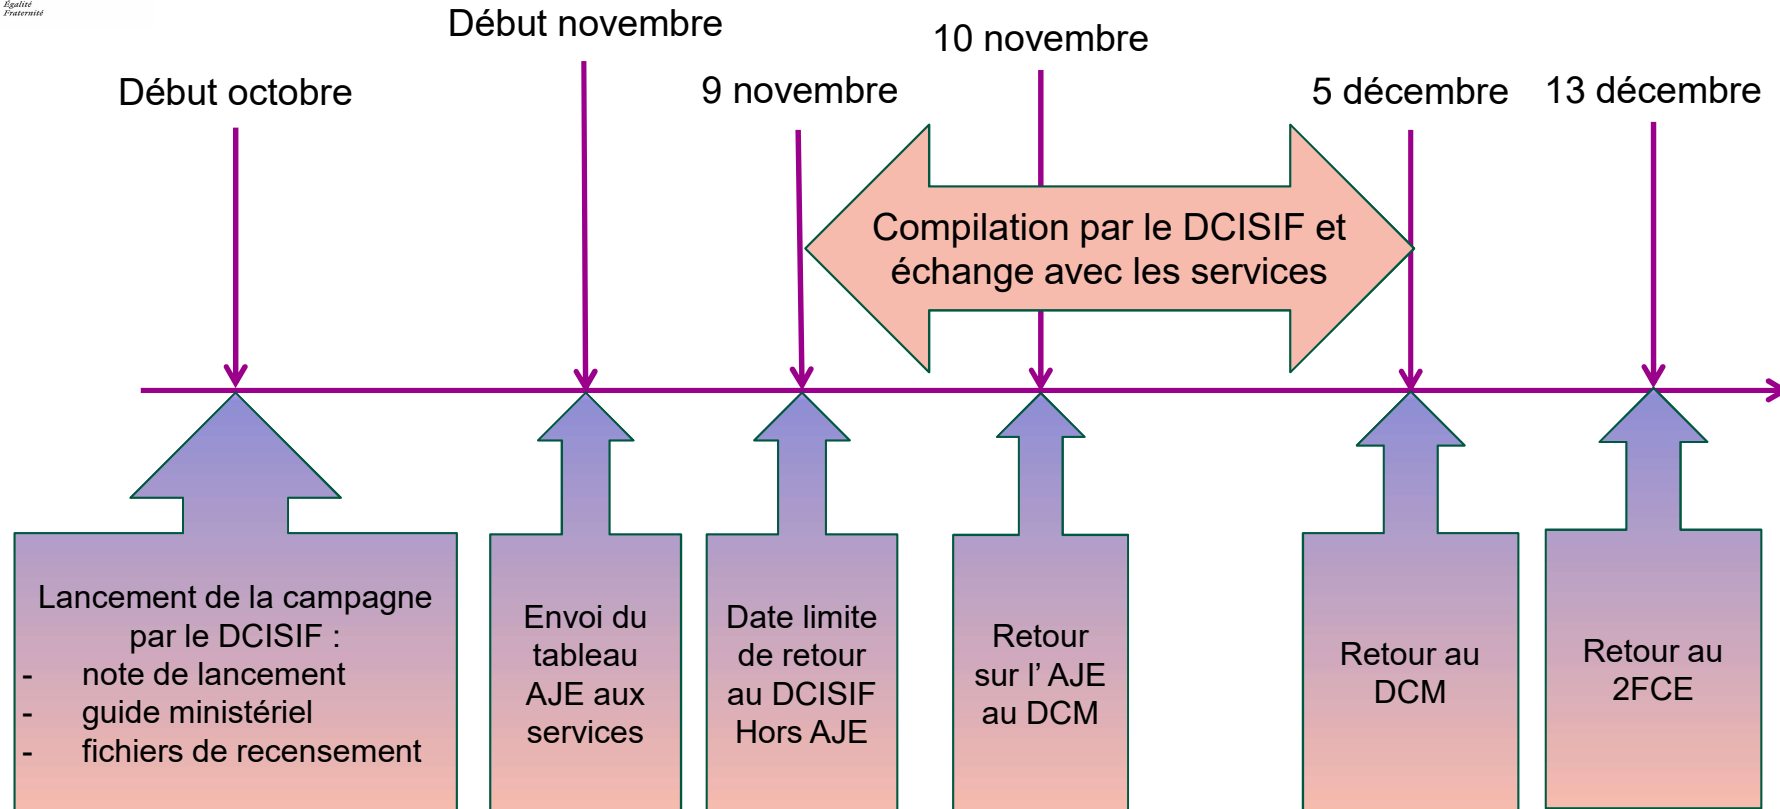 Égalité
Fraternité
Début octobre
Début novembre
9 novembre
10 novembre
5 décembre
13 décembre
Compilation par le DCISIF et
échange avec les services
Lancement de la campagne
par le DCISIF :
- note de lancement
- guide ministériel
- fichiers de recensement
Envoi du
tableau
AJE aux
services
Date limite
de retour
au DCISIF
Hors AJE
Retour
sur l’ AJE
au DCM
Retour au
DCM
Retour au
2FCE